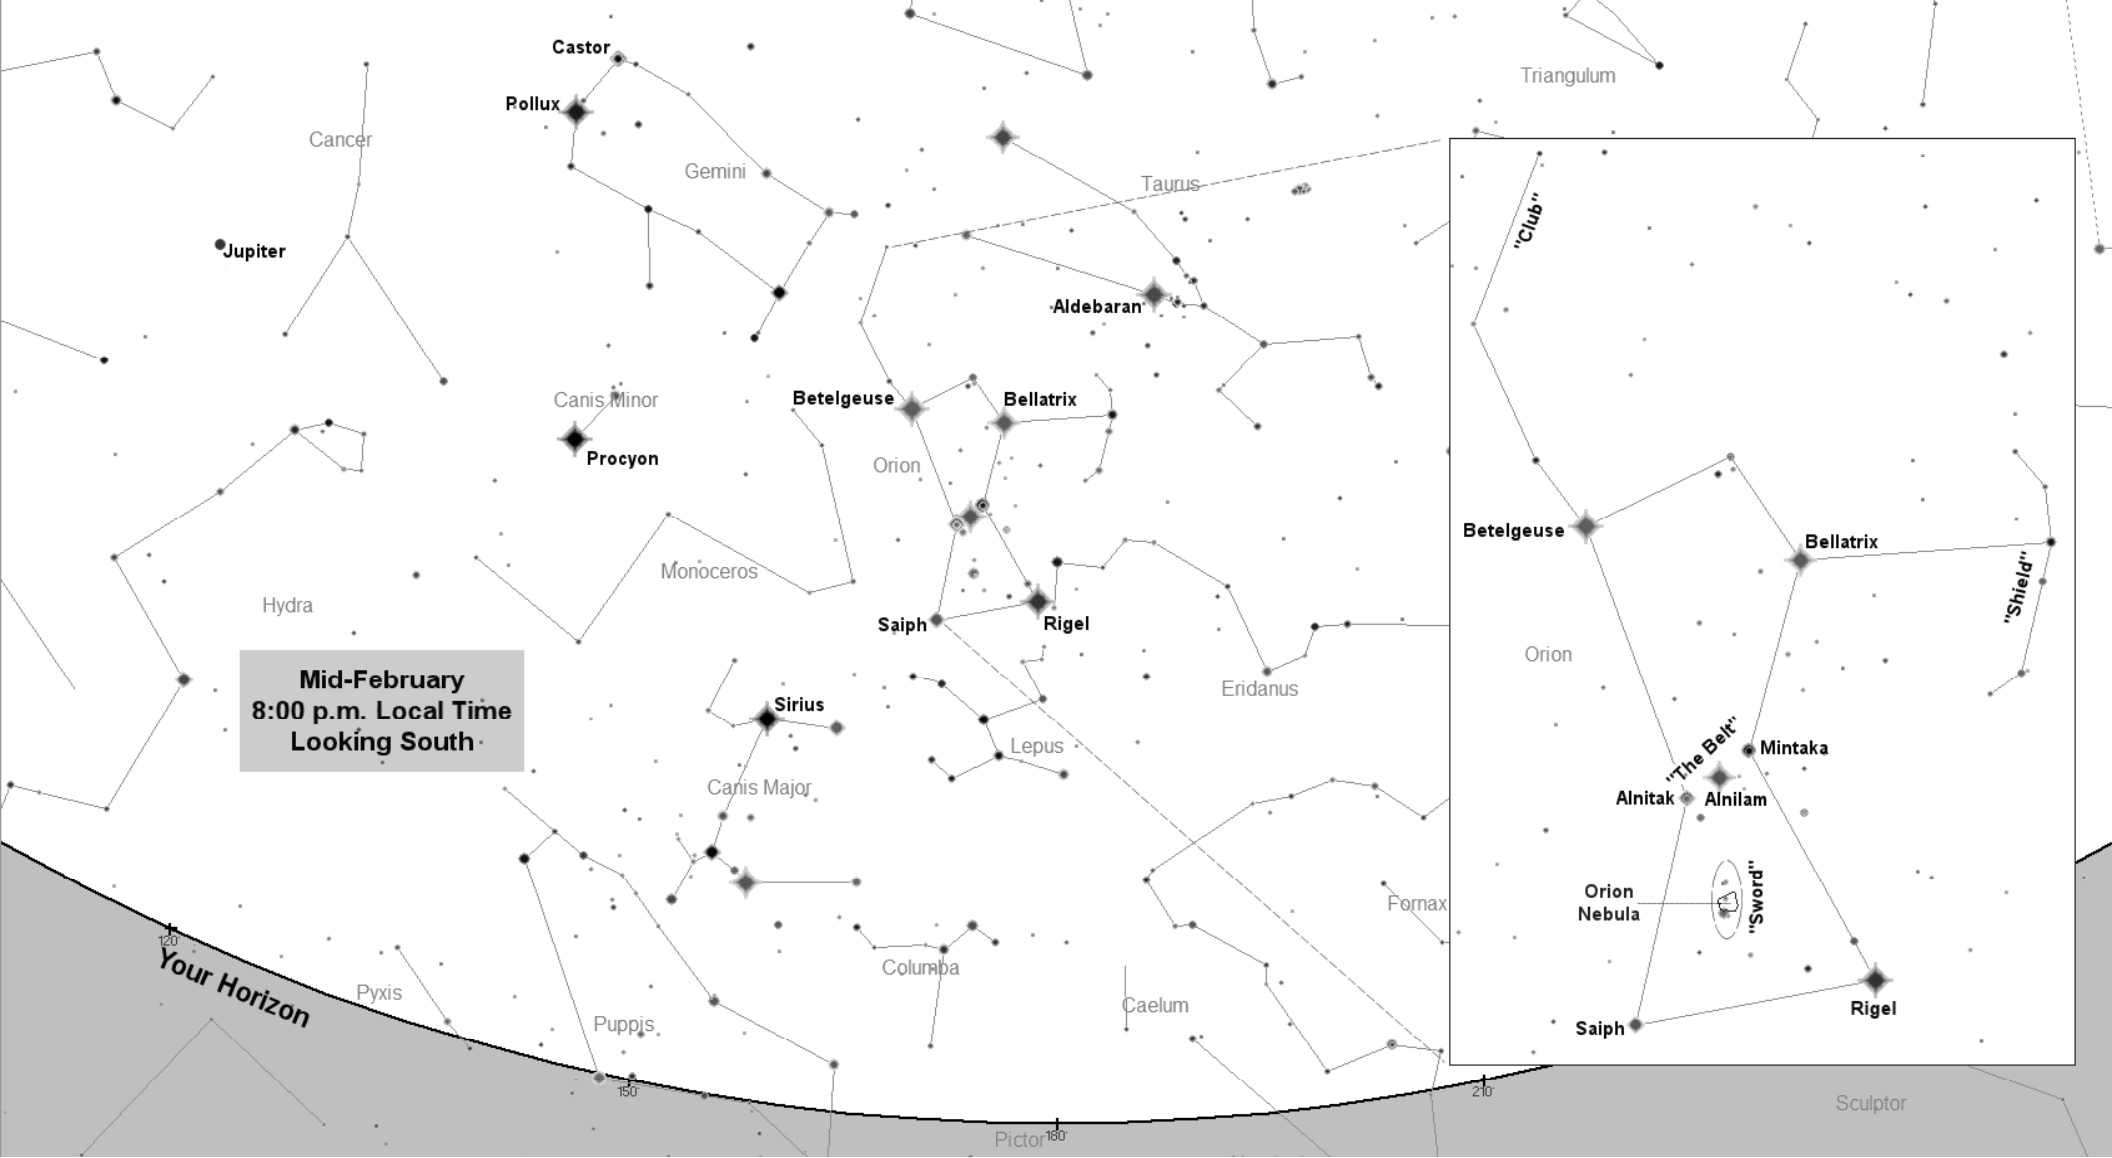 Castor
Pollux
Cancer
Gemini
Jupiter
Taurus
Triangulum
Aldebaran
Canis Minor
Procyon
Betelgeuse
Bellatrix
Orion
Monoceros
Hydra
Saiph
Rigel
Eridanus
Mid-February
8:00 p.m. Local Time
Looking South
Sirius
Lepus
Canis Major
Fornax
Columba
Caelum
Puppis
Pyxis
Your Horizon
120°
150°
180°
210°
Pictor
Sculptor
"Club"
Betelgeuse
Bellatrix
"Shield"
Orion
"The Belt"
Mintaka
Alnitak
Alnilam
Orion
Nebula
"Sword"
Rigel
Saiph